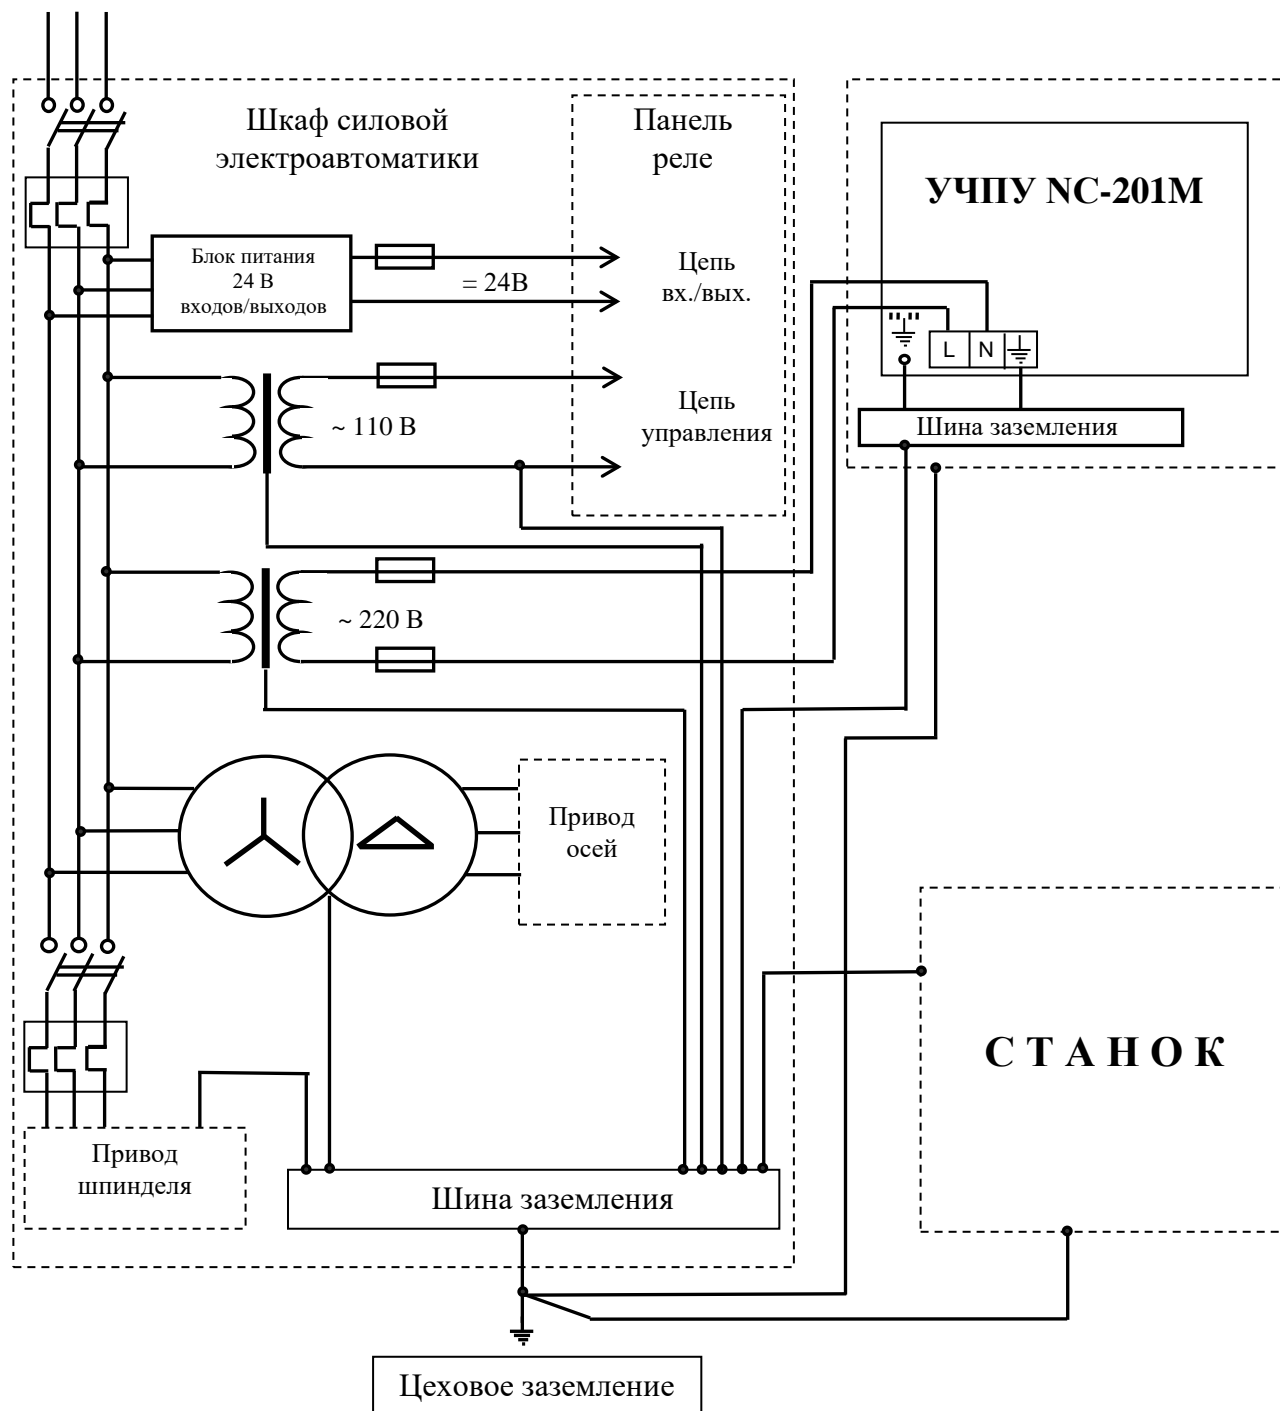 Шкаф силовой
электроавтоматики
Панель
реле
УЧПУ NC-201M
Блок питания
24 В
входов/выходов
= 24В
Цепь
вх./вых.
L N
~ 110 В
Цепь
управления
Шина заземления
~ 220 В
Привод
осей
С Т А Н О К
Привод
шпинделя
Шина заземления
Цеховое заземление